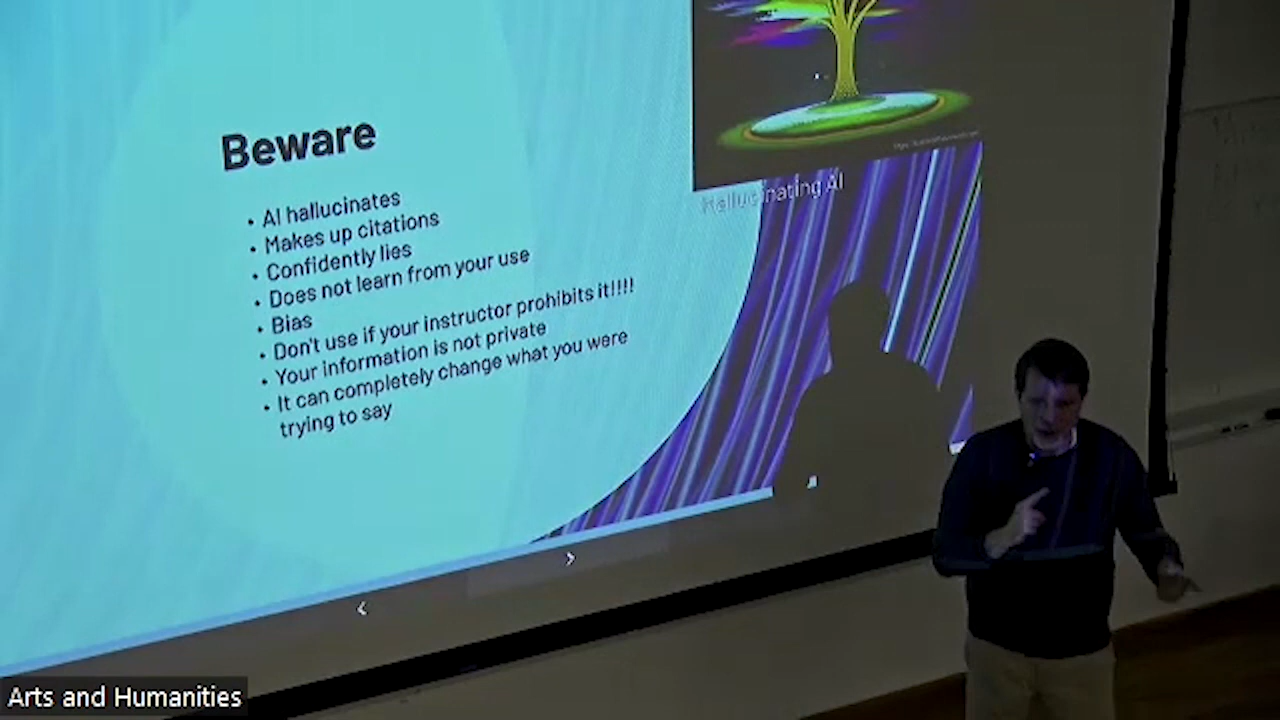 Beware
• AI hallucinates
• Makes up citations
• Confidently lies
• Does not learn from your use
• Bias
• Don't use if your instructor prohibits it!!!!
• Your information is not private
• It can completely change what you were
trying to say
Hallucinating AI
Arts and Humanities